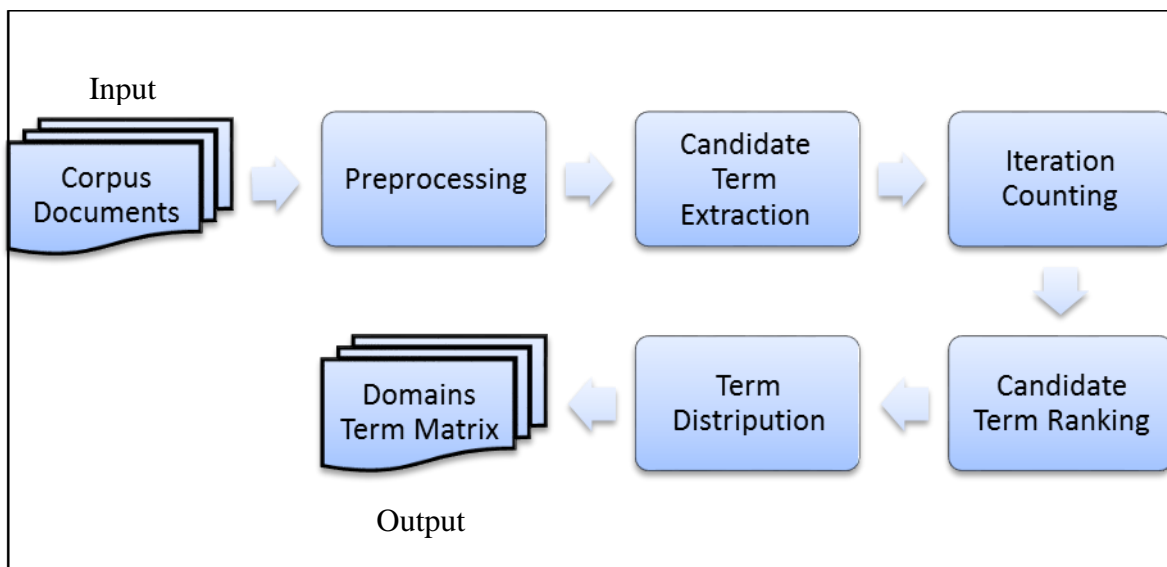 Input
Corpus
Documents
Preprocessing
Candidate
Term
Extraction
Iteration
Counting
Candidate
Term Ranking
Term
Distripution
Domains
Term Matrix
Output